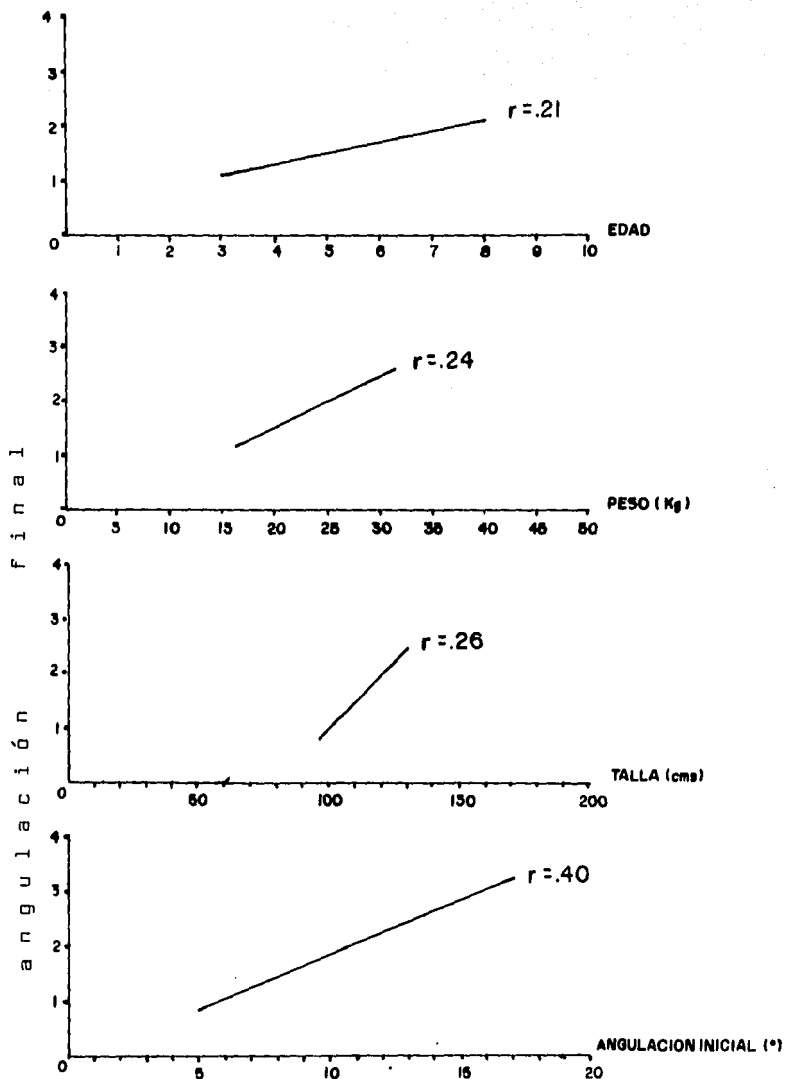 angulación final
4
3
2
1
0
1 2 3 4 5 6 7 8 9 10
EDAD
r = .21
4
3
2
1
0
5 10 15 20 25 30 35 40 45 50
PESO (Kg)
r = .24
4
3
2
1
0
50 100 150 200
TALLA (cms)
r = .26
4
3
2
1
0
5 10 15 20
ANGULACION INICIAL (°)
r = .40